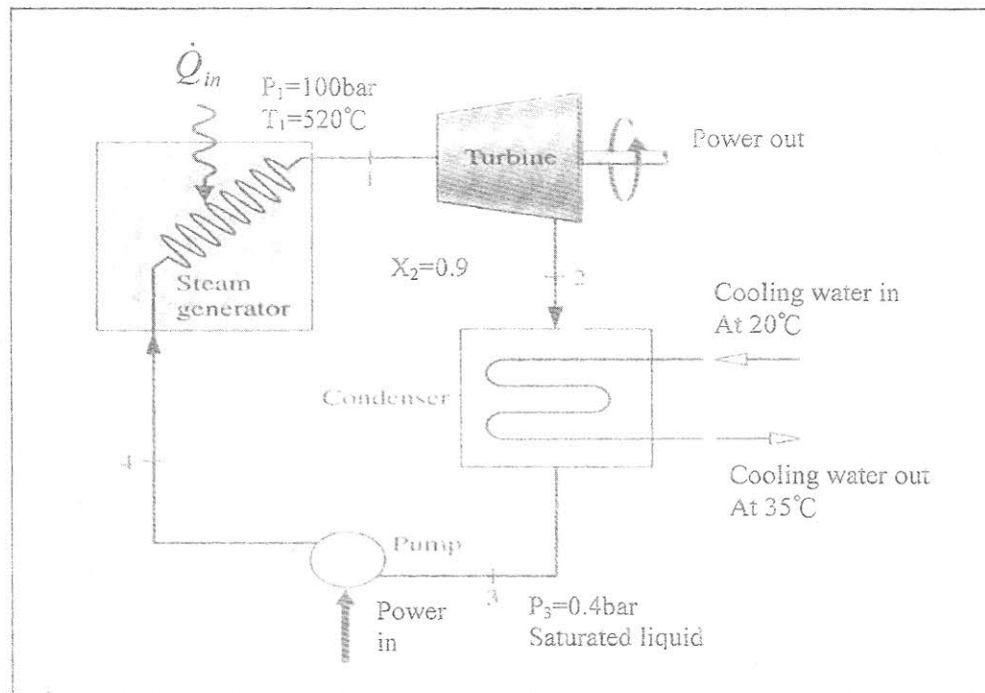 Q̇in
P₁=100bar
T₁=520℃
Turbine
Power out
1
Steam
generator
X₂=0.9
2
Cooling water in
At 20℃
Condenser
Cooling water out
At 35℃
4
Pump
3
Power
in
P₃=0.4bar
Saturated liquid